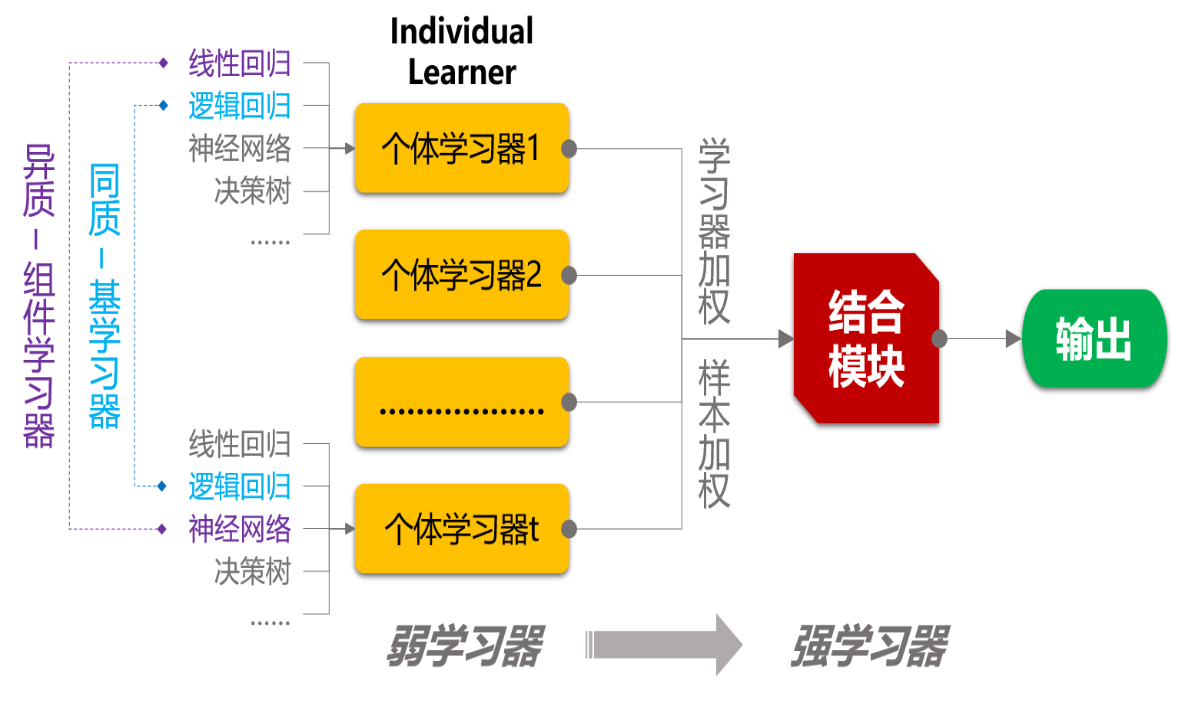 Individual
Learner
异质－组件学习器
同质－基学习器
线性回归
逻辑回归
神经网络
决策树
……
个体学习器1
个体学习器2
………………
线性回归
逻辑回归
神经网络
决策树
……
个体学习器t
学习器加权
样本加权
结合
模块
输出
弱学习器
强学习器